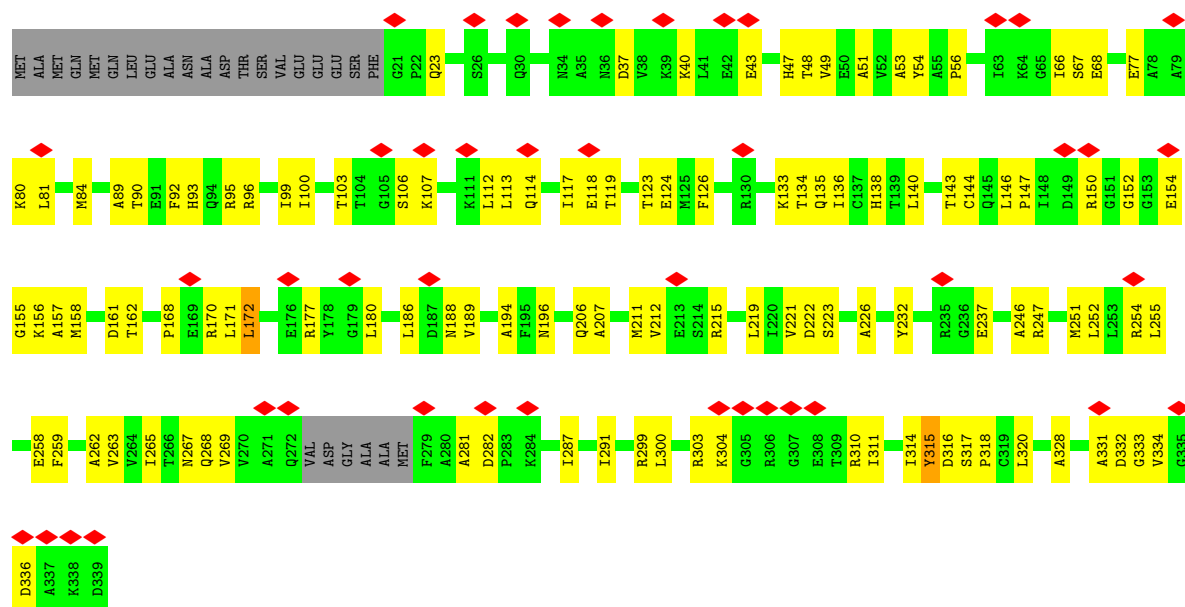 MET ALA MET GLN MET GLN LEU GLU ALA ASN ALA ASP THR SER VAL GLU GLU GLU SER PHE G21 P22 Q23 S26 Q30 N34 A35 N36 D37 V38 K39 K40 L41 E42 E43 H47 T48 V49 E50 A51 V52 A53 Y54 A55 P56 I63 K64 G65 I66 S67 E68 E77 A78 A79
K80 L81 M84 A89 T90 E91 F92 H93 Q94 R95 R96 I99 I100 T103 T104 G105 S106 K107 K111 L112 L113 Q114 I117 E118 T119 T123 E124 M125 F126 R130 K133 T134 Q135 I136 C137 H138 T139 L140 T143 C144 Q145 L146 P147 I148 D149 R150 G151 G152 G153 E154
G155 K156 A157 M158 D161 T162 P168 E169 R170 L171 L172 E176 R177 Y178 G179 L180 L186 D187 N188 V189 A194 F195 N196 Q206 A207 M211 V212 E213 S214 R215 L219 I220 V221 D222 S223 A226 Y232 R235 G236 E237 A246 R247 M251 L252 L253 R254 L255
E258 F259 A262 V263 V264 I265 T266 N267 Q268 V269 V270 A271 Q272 VAL ASP GLY ALA ALA MET F279 A280 A281 D282 P283 K284 I287 I291 R299 L300 R303 K304 G305 R306 G307 E308 T309 R310 I311 I314 Y315 D316 S317 P318 C319 L320 A328 A331 D332 G333 V334 G335
D336 A337 K338 D339